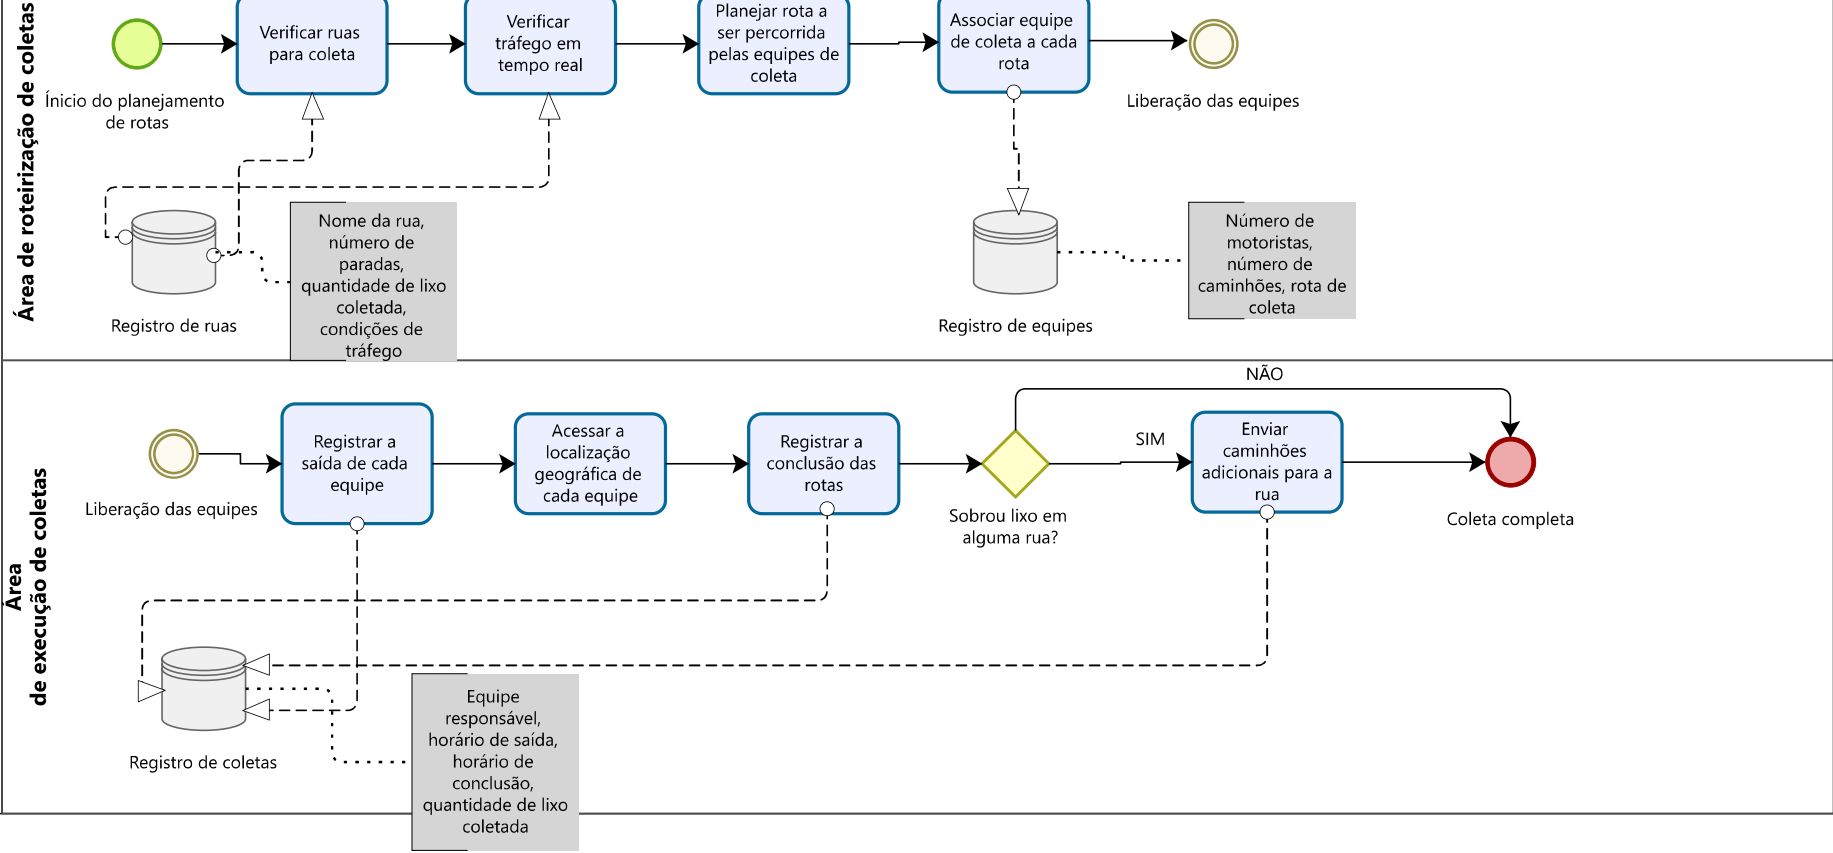 Área de roteirização de coletas
Verificar ruas
para coleta
Verificar
tráfego em
tempo real
Planejar rota a
ser percorrida
pelas equipes de
coleta
Associar equipe
de coleta a cada
rota
Ínicio do planejamento
de rotas
Liberação das equipes
Nome da rua,
número de
paradas,
quantidade de lixo
coletada,
condições de
tráfego
Número de
motoristas,
número de
caminhões, rota de
coleta
Registro de ruas
Registro de equipes
Área
de execução de coletas
NÃO
Registrar a
saída de cada
equipe
Acessar a
localização
geográfica de
cada equipe
Registrar a
conclusão das
rotas
SIM
Enviar
caminhões
adicionais para a
rua
Liberação das equipes
Sobrou lixo em
alguma rua?
Coleta completa
Registro de coletas
Equipe
responsável,
horário de saída,
horário de
conclusão,
quantidade de lixo
coletada